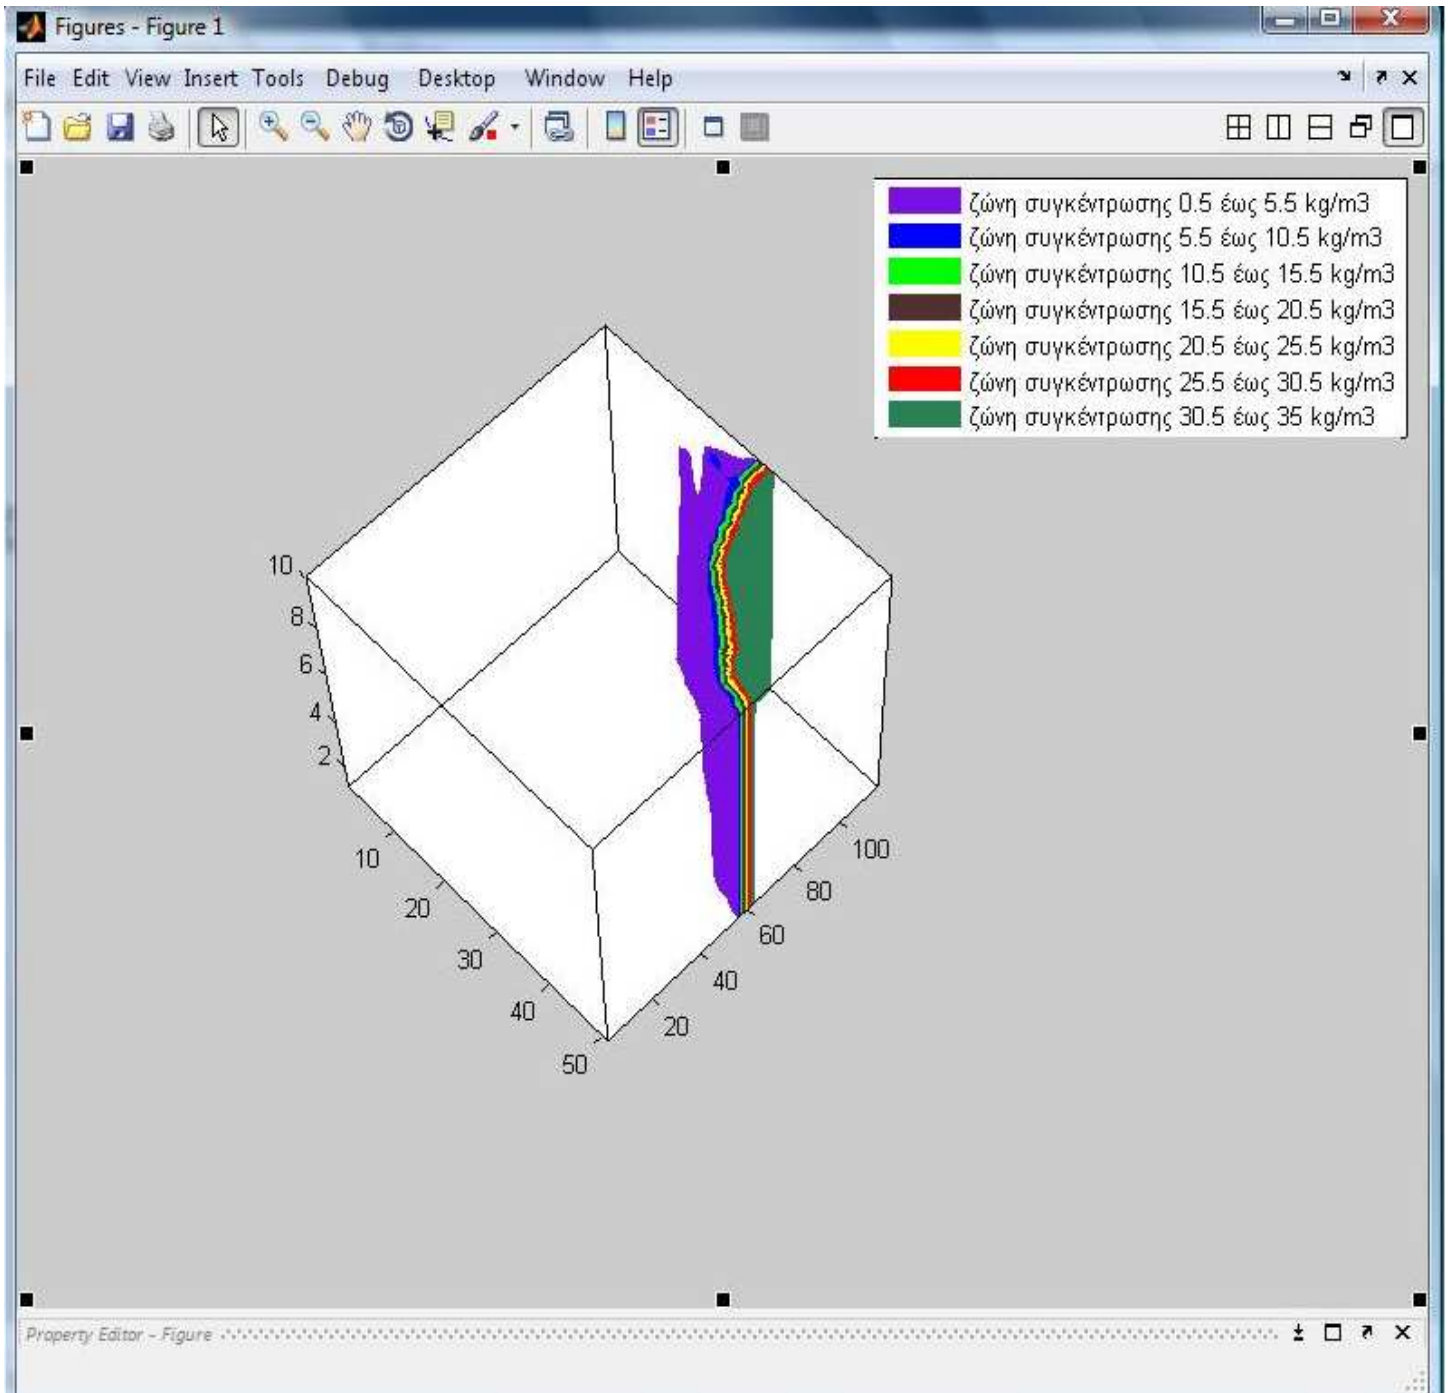 Figures - Figure 1
File Edit View Insert Tools Debug Desktop Window Help
ζώνη συγκέντρωσης 0.5 έως 5.5 kg/m3
ζώνη συγκέντρωσης 5.5 έως 10.5 kg/m3
ζώνη συγκέντρωσης 10.5 έως 15.5 kg/m3
ζώνη συγκέντρωσης 15.5 έως 20.5 kg/m3
ζώνη συγκέντρωσης 20.5 έως 25.5 kg/m3
ζώνη συγκέντρωσης 25.5 έως 30.5 kg/m3
ζώνη συγκέντρωσης 30.5 έως 35 kg/m3
10
8
6
4
2
10
20
30
40
50
20
40
60
80
100
Property Editor - Figure